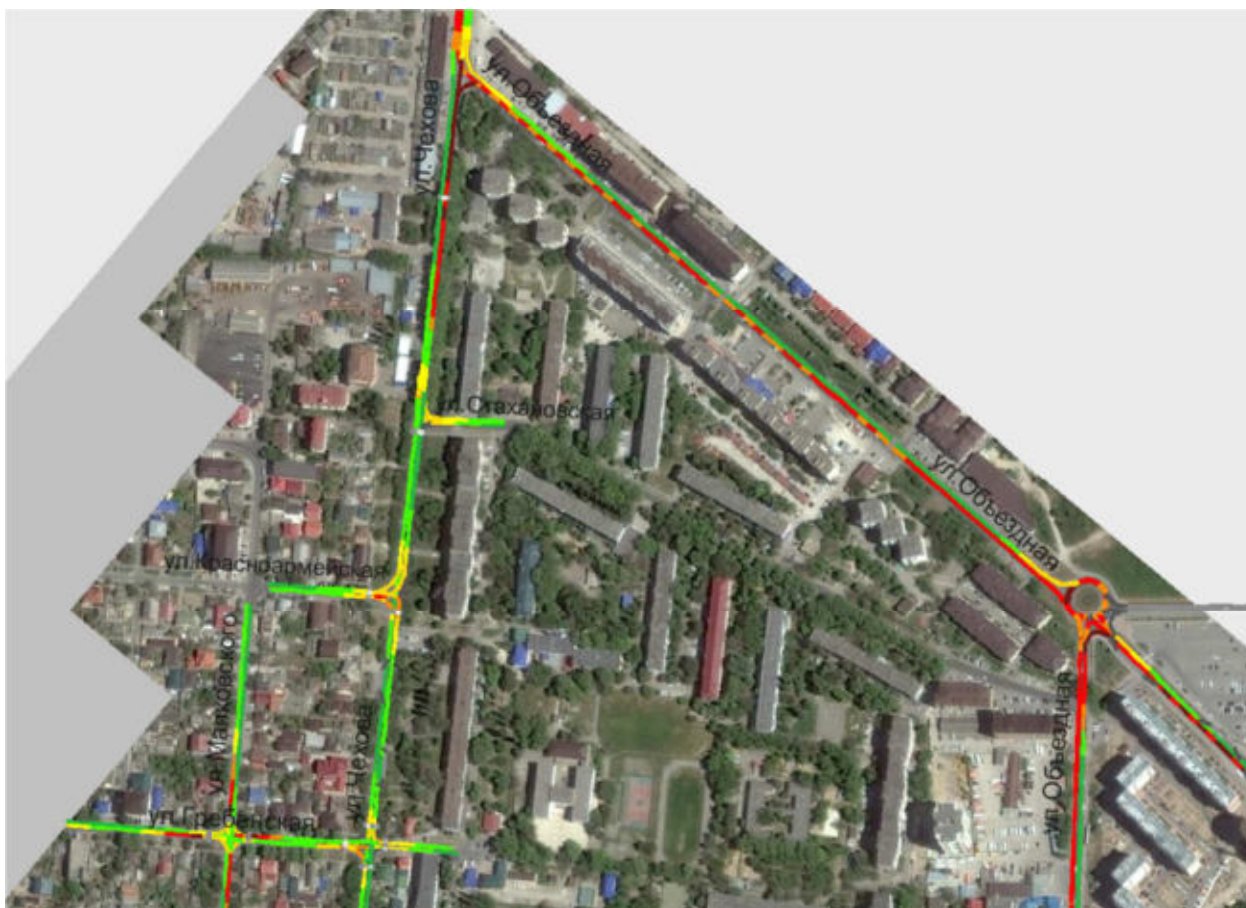 ул.Объездная
ул.Чехова
ул.Стахановская
ул.Объездная
ул.Красноармейская
ул.Маяковского
ул.Чехова
ул.Объездная
ул.Гребенская